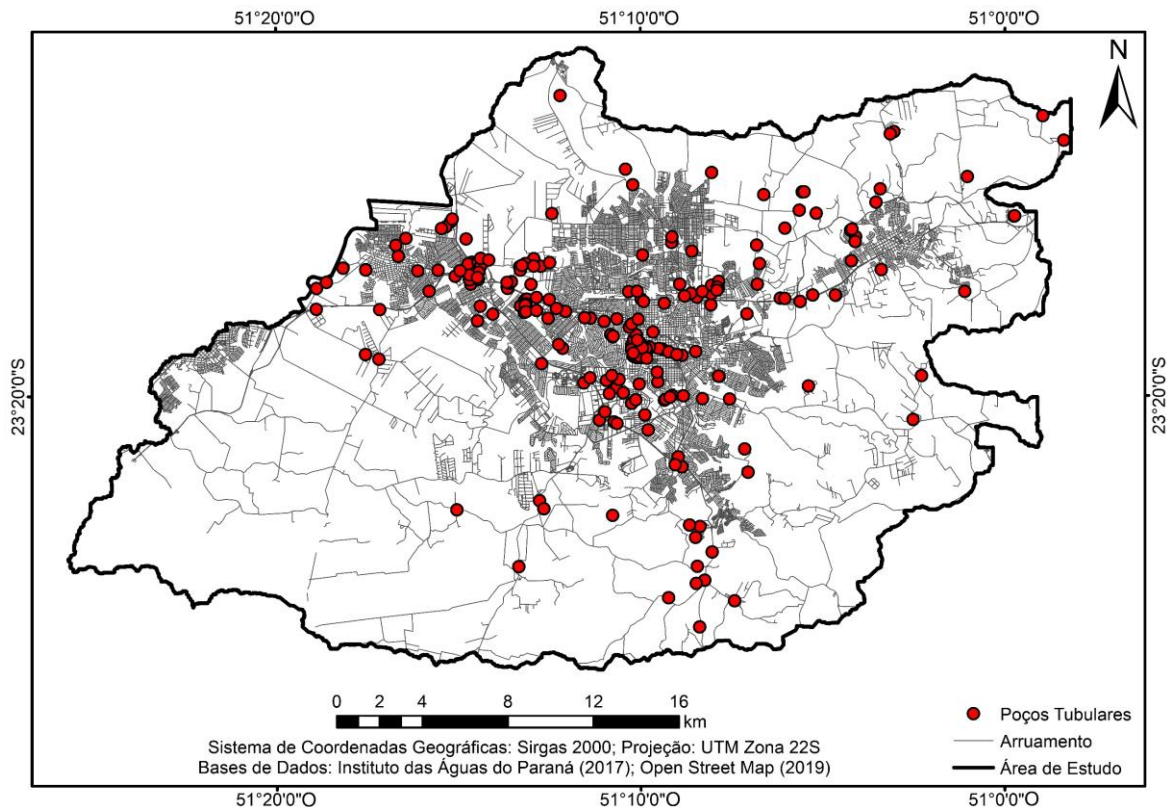 51°20'0"O 51°10'0"O 51°0'0"O
N
23°20'0"S
23°20'0"S
0 2 4 8 12 16
km
Poços Tubulares
Arruamento
Área de Estudo
Sistema de Coordenadas Geográficas: Sirgas 2000; Projeção: UTM Zona 22S
Bases de Dados: Instituto das Águas do Paraná (2017); Open Street Map (2019)
51°20'0"O 51°10'0"O 51°0'0"O